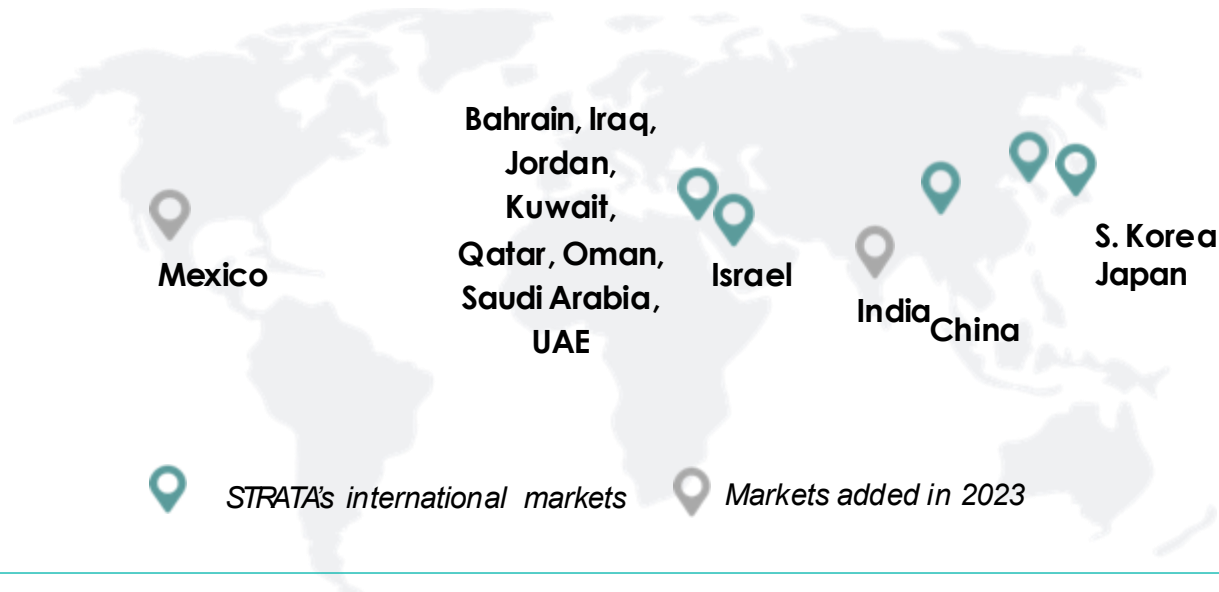 Bahrain, Iraq,
Jordan,
Kuwait,
Qatar, Oman,
Saudi Arabia,
UAE
Mexico
Israel
India
China
S. Korea
Japan
STRATA's international markets
Markets added in 2023